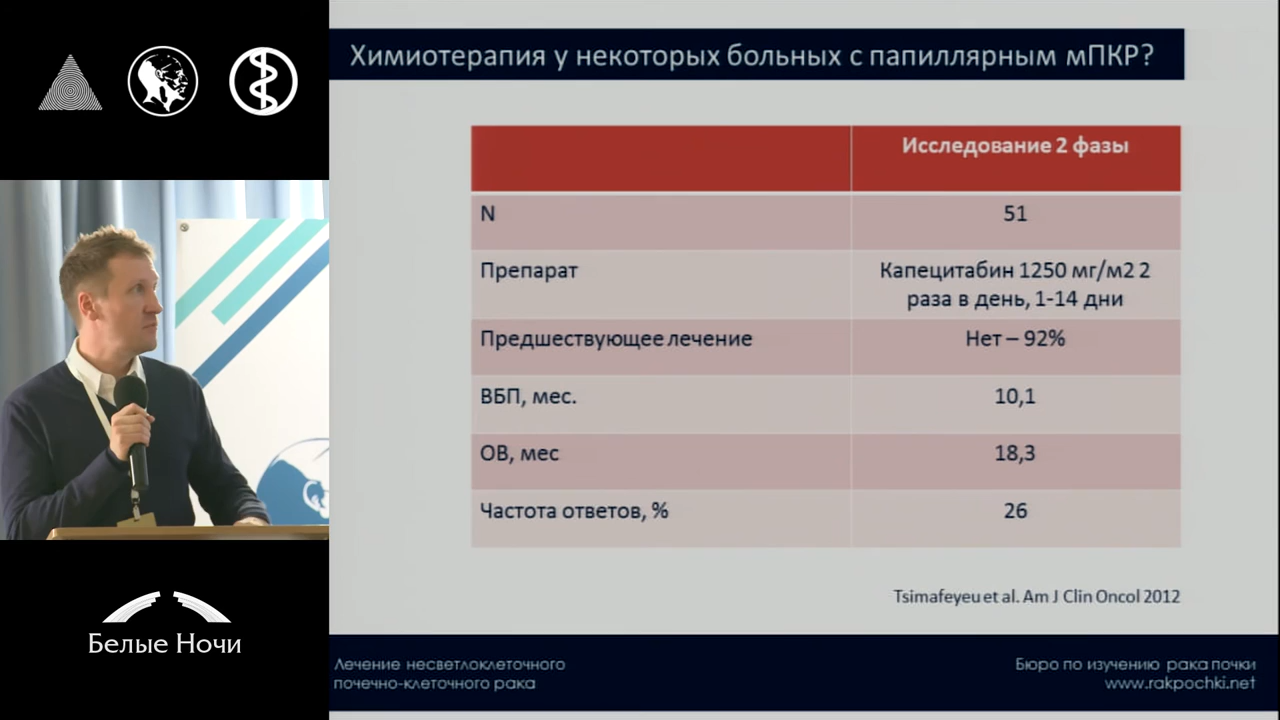 Химиотерапия у некоторых больных с папиллярным мПКР?
Исследование 2 фазы
N
51
Препарат
Капецитабин 1250 мг/м2 2
раза в день, 1-14 дни
Предшествующее лечение
Нет – 92%
ВБП, мес.
10,1
ОВ, мес
18,3
Частота ответов, %
26
Tsimafeyeu et al. Am J Clin Oncol 2012
Белые Ночи
Лечение несветлоклеточного
почечно-клеточного рака
Бюро по изучению рака почки
www.rakpochki.net